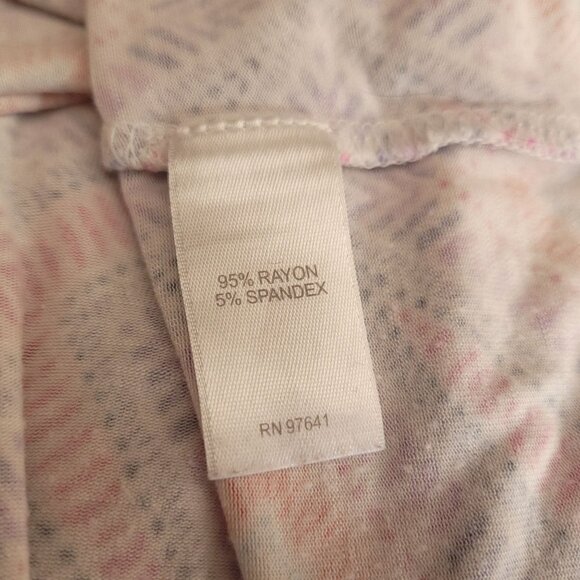 95% RAYON
5% SPANDEX
RN 97641